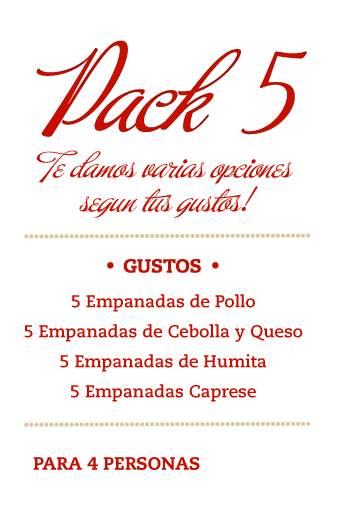 Pack 5
Te damos varias opciones
segun tus gustos!
• GUSTOS •
5 Empanadas de Pollo
5 Empanadas de Cebolla y Queso
5 Empanadas de Humita
5 Empanadas Caprese
PARA 4 PERSONAS